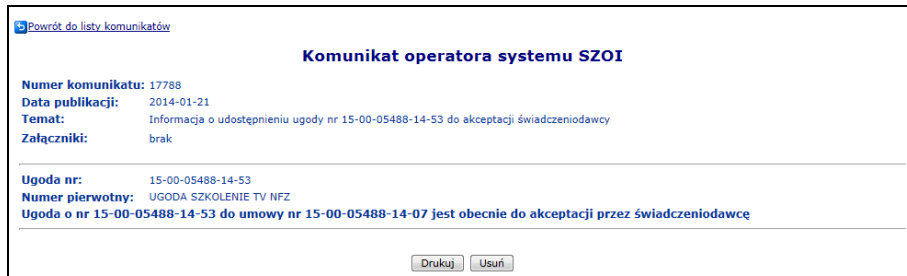 Powrót do listy komunikatów
Komunikat operatora systemu SZOI
Numer komunikatu: 17788
Data publikacji: 2014-01-21
Temat: Informacja o udostępnieniu ugody nr 15-00-05488-14-53 do akceptacji świadczeniodawcy
Załączniki: brak
Ugoda nr: 15-00-05488-14-53
Numer pierwotny: UGODA SZKOLENIE TV NFZ
Ugoda o nr 15-00-05488-14-53 do umowy nr 15-00-05488-14-07 jest obecnie do akceptacji przez świadczeniodawcę
Drukuj Usuń